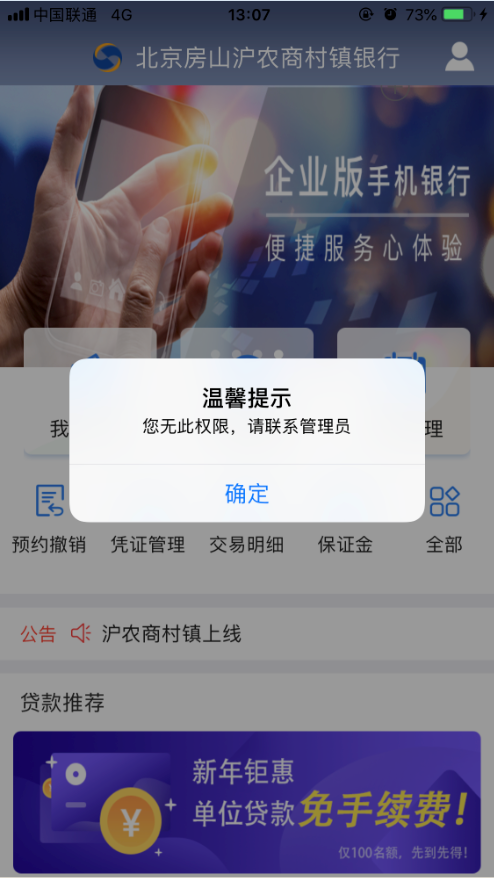 中国联通 4G 13:07 73%
北京房山沪农商村镇银行
企业版手机银行
便捷服务心体验
温馨提示
您无此权限，请联系管理员
我
理
确定
预约撤销 凭证管理 交易明细 保证金 全部
公告 沪农商村镇上线
贷款推荐
新年钜惠
单位贷款免手续费！
仅100名额，先到先得！
¥